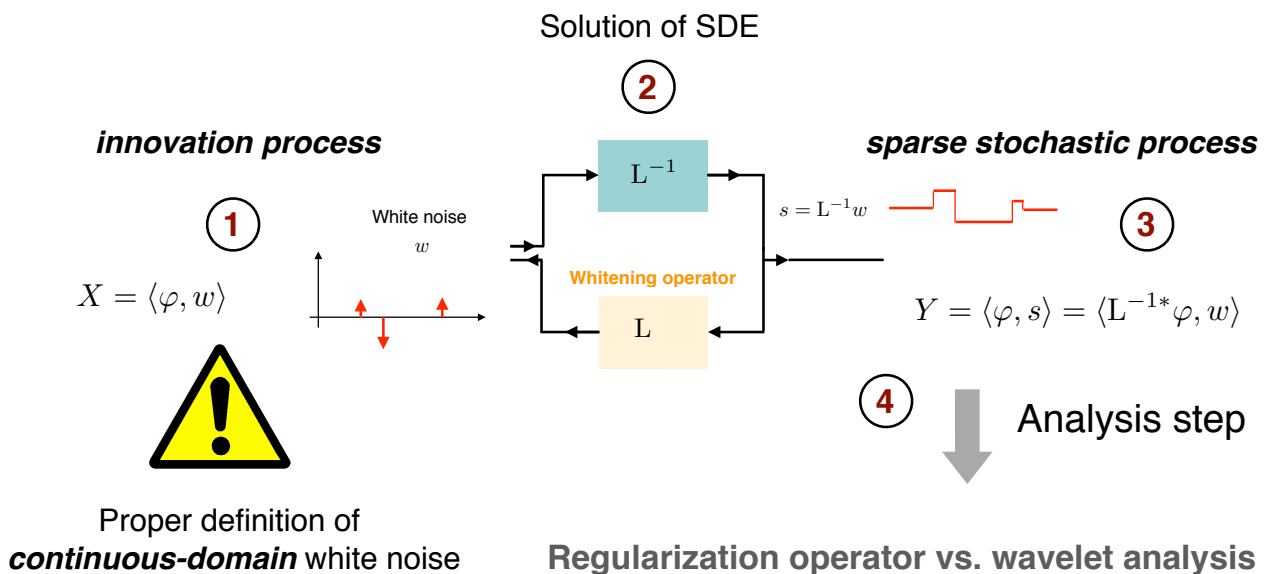 Solution of SDE
2
innovation process
sparse stochastic process
L⁻¹
1
White noise
w
s = L⁻¹w
3
Whitening operator
X = ⟨φ, w⟩
L
Y = ⟨φ, s⟩ = ⟨L⁻¹*φ, w⟩
!
4
Analysis step
Proper definition of
continuous-domain white noise
Regularization operator vs. wavelet analysis